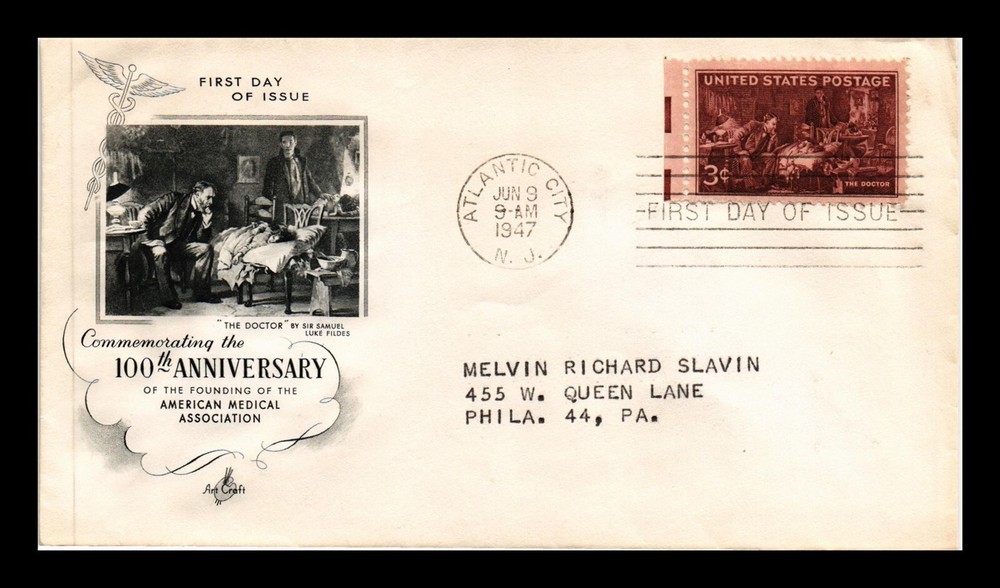 FIRST DAY
OF ISSUE
"THE DOCTOR" BY SIR SAMUEL
LUKE FILDES
Commemorating the
100th ANNIVERSARY
OF THE FOUNDING OF THE
AMERICAN MEDICAL
ASSOCIATION
Art Craft
ATLANTIC CITY
JUN 9
9-AM
1947
N. J.
UNITED STATES POSTAGE
3¢
THE DOCTOR
FIRST DAY OF ISSUE
MELVIN RICHARD SLAVIN
455 W. QUEEN LANE
PHILA. 44, PA.